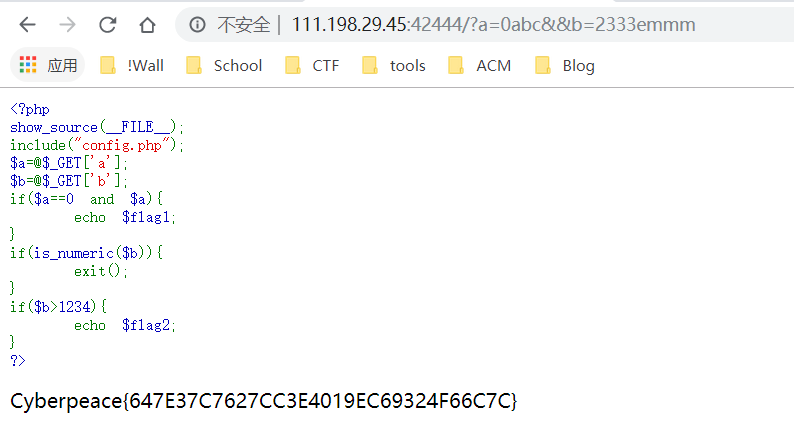 不安全 | 111.198.29.45:42444/?a=0abc&&b=2333emmm
应用 !Wall School CTF tools ACM Blog
<?php
show_source(__FILE__);
include("config.php");
$a=@$_GET['a'];
$b=@$_GET['b'];
if($a==0 and $a){
echo $flag1;
}
if(is_numeric($b)){
exit();
}
if($b>1234){
echo $flag2;
}
?>
Cyberpeace{647E37C7627CC3E4019EC69324F66C7C}